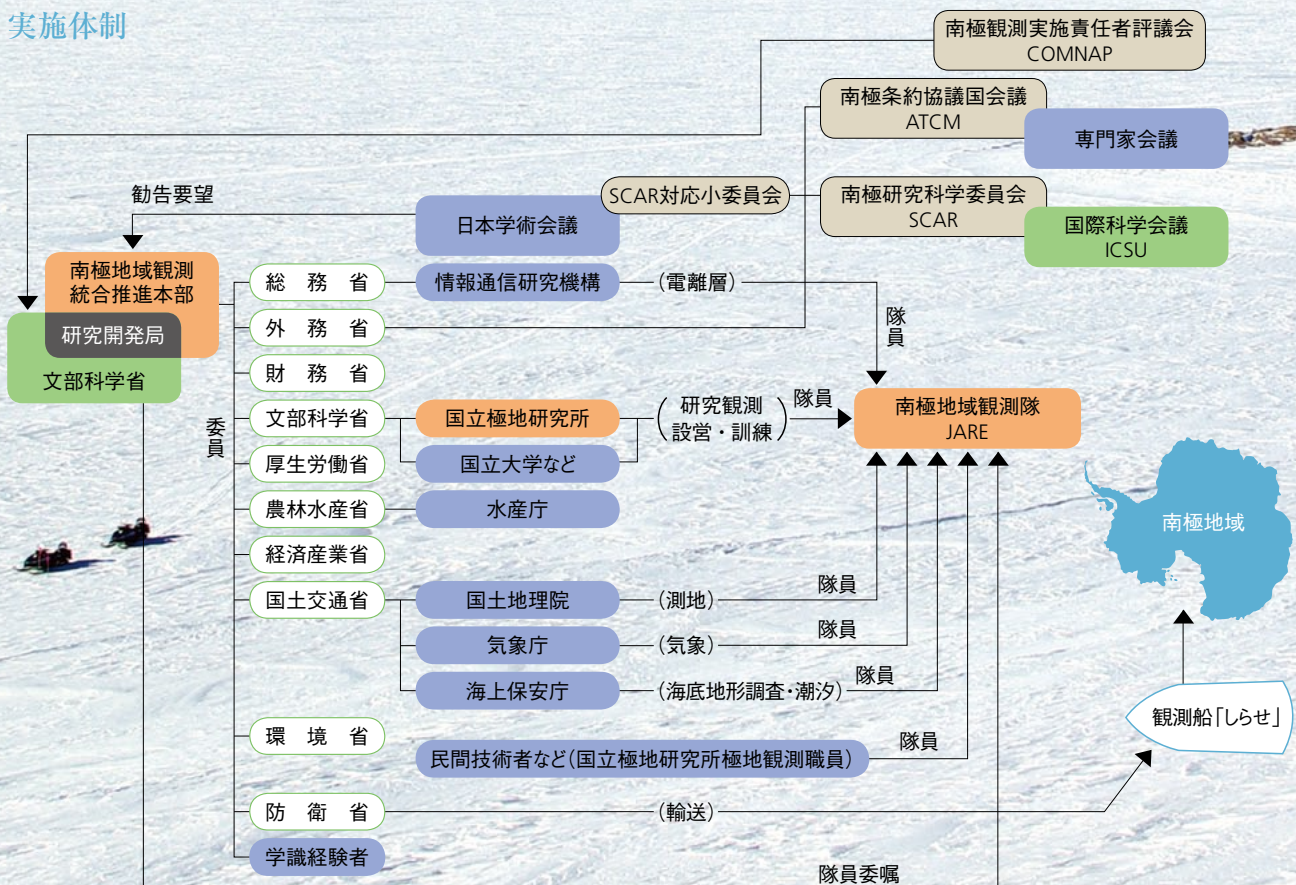 実施体制
南極観測実施責任者評議会
COMNAP
南極条約協議国会議
ATCM
専門家会議
勧告要望
SCAR対応小委員会
南極研究科学委員会
SCAR
日本学術会議
国際科学会議
ICSU
南極地域観測
統合推進本部
研究開発局
文部科学省
委員
総務省
情報通信研究機構
(電離層)
隊員
外務省
財務省
文部科学省
国立極地研究所
国立大学など
(研究観測
設営・訓練)
隊員
南極地域観測隊
JARE
厚生労働省
農林水産省
水産庁
経済産業省
国土交通省
国土地理院
(測地)
隊員
気象庁
(気象)
隊員
海上保安庁
(海底地形調査・潮汐)
隊員
南極地域
観測船「しらせ」
環境省
民間技術者など(国立極地研究所極地観測職員)
隊員
防衛省
(輸送)
学識経験者
隊員委嘱